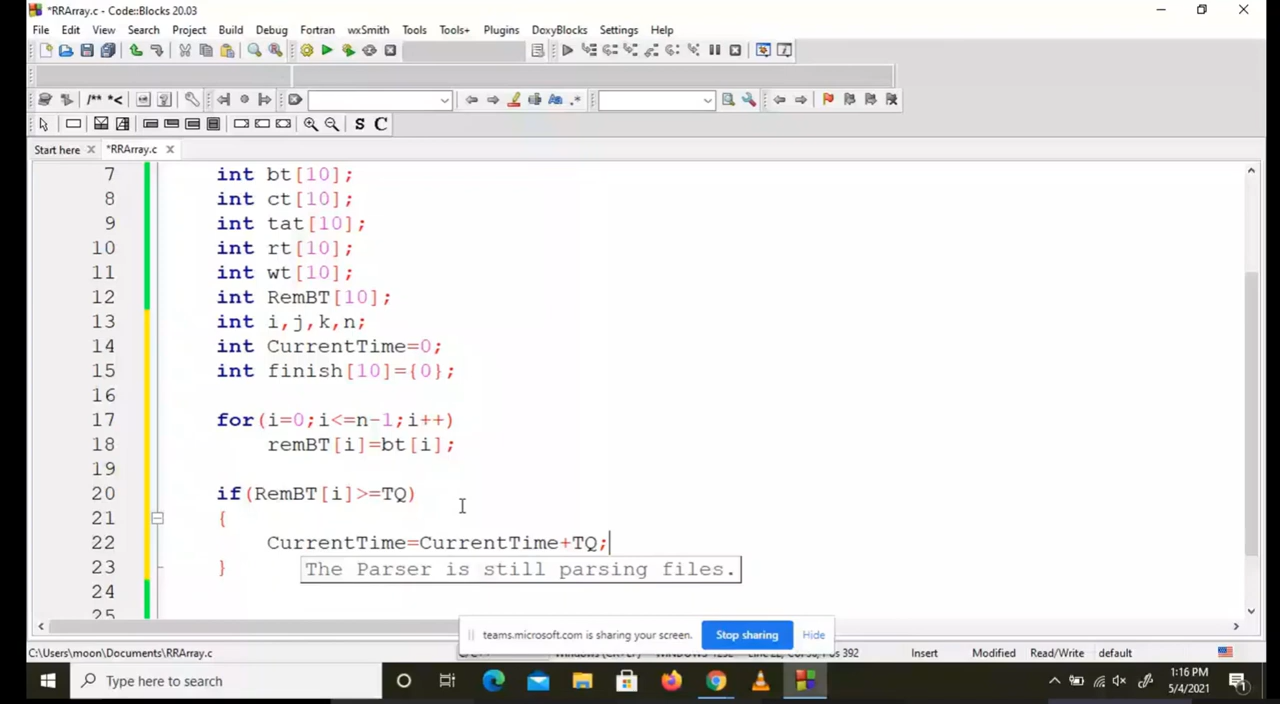 *RRArray.c - Code::Blocks 20.03
File Edit View Search Project Build Debug Fortran wxSmith Tools Tools+ Plugins DoxyBlocks Settings Help
/** *<
.*
S C
Start here *RRArray.c
7 int bt[10];
8 int ct[10];
9 int tat[10];
10 int rt[10];
11 int wt[10];
12 int RemBT[10];
13 int i,j,k,n;
14 int CurrentTime=0;
15 int finish[10]={0};
16
17 for(i=0;i<=n-1;i++)
18 remBT[i]=bt[i];
19
20 if(RemBT[i]>=TQ)
21 {
22 CurrentTime=CurrentTime+TQ;
23 }
The Parser is still parsing files.
24
25
teams.microsoft.com is sharing your screen. Stop sharing Hide
C:\Users\moon\Documents\RRArray.c Insert Modified Read/Write default
Type here to search
1:16 PM
5/4/2021